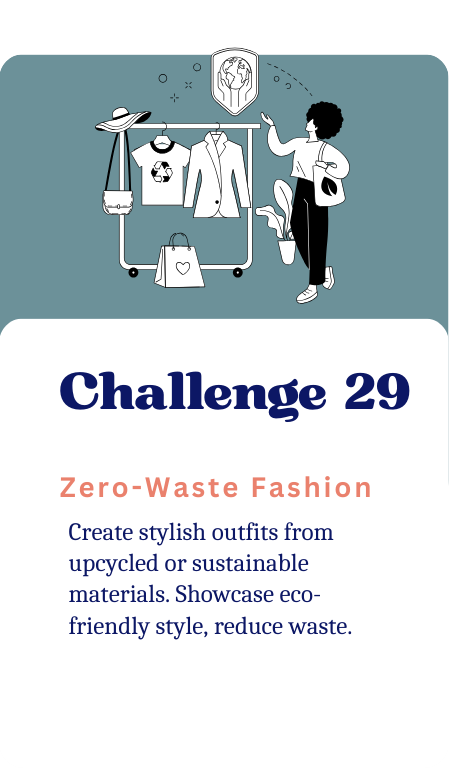 Challenge 29
Zero-Waste Fashion
Create stylish outfits from
upcycled or sustainable
materials. Showcase eco-
friendly style, reduce waste.